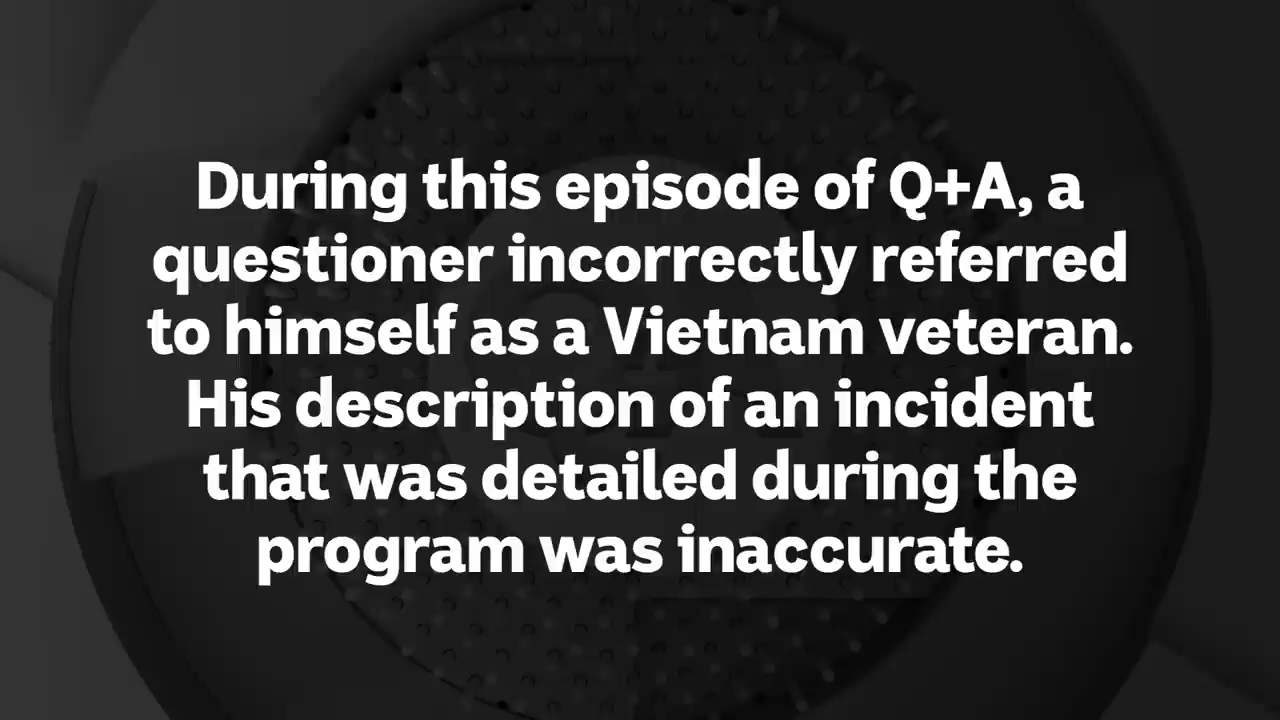 During this episode of Q+A, a
questioner incorrectly referred
to himself as a Vietnam veteran.
His description of an incident
that was detailed during the
program was inaccurate.